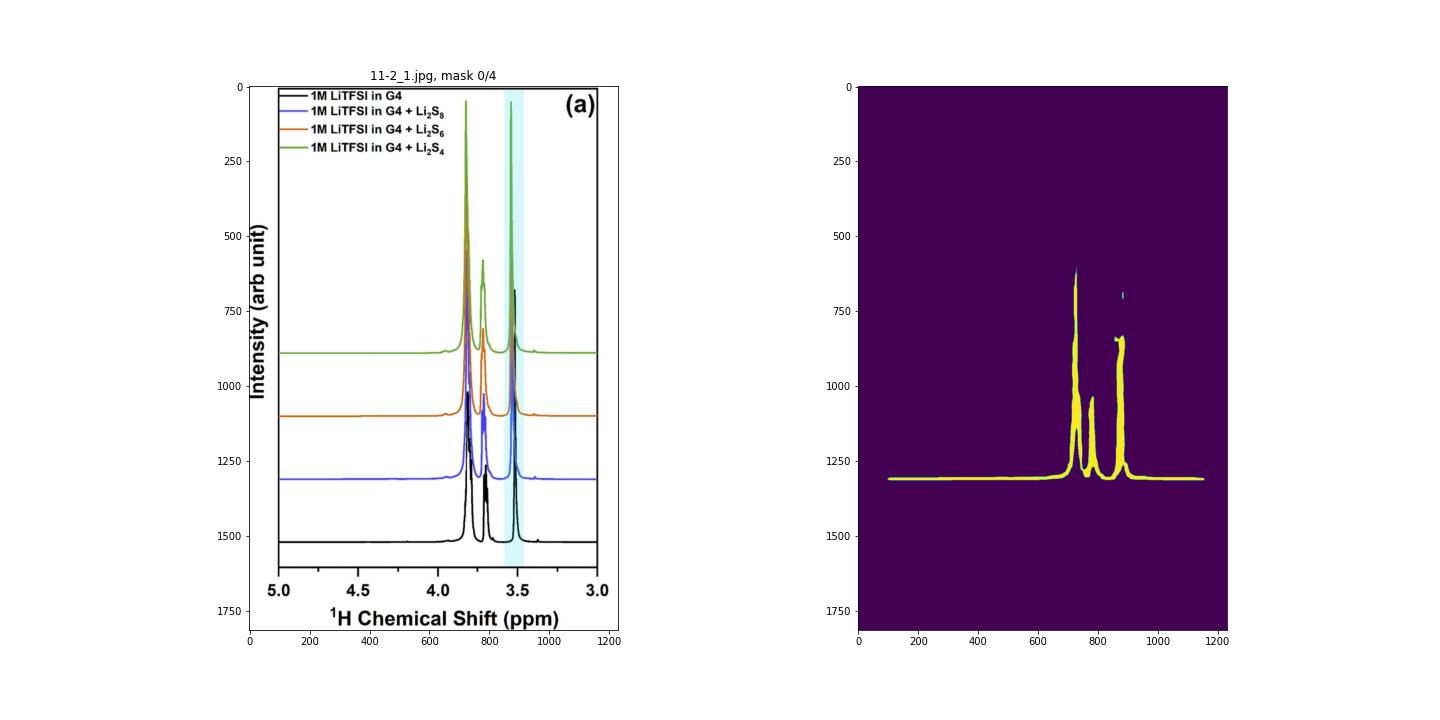 11-2_1.jpg, mask 0/4
1M LiTFSI in G4
1M LiTFSI in G4 + Li₂S₈
1M LiTFSI in G4 + Li₂S₆
1M LiTFSI in G4 + Li₂S₄
(a)
Intensity (arb unit)
5.0 4.5 4.0 3.5 3.0
¹H Chemical Shift (ppm)
0
250
500
750
1000
1250
1500
1750
0 200 400 600 800 1000 1200
0
250
500
750
1000
1250
1500
1750
0 200 400 600 800 1000 1200